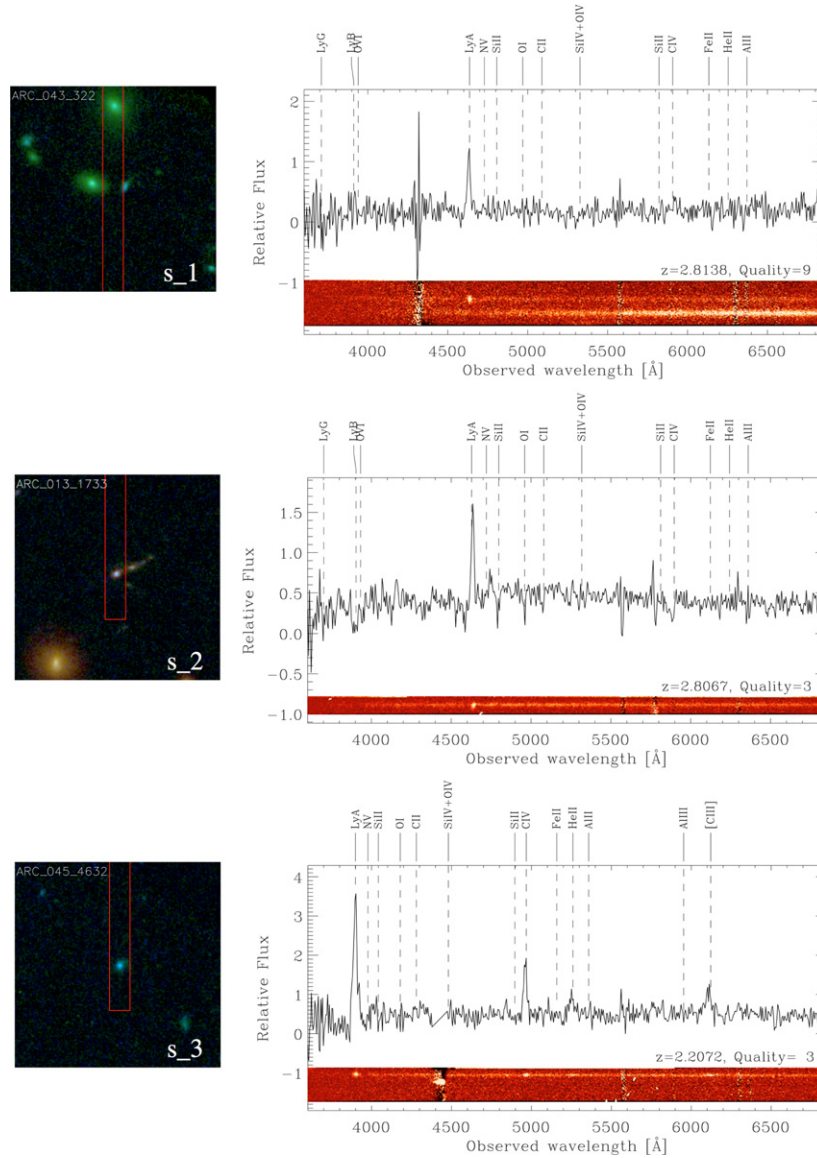 ARC_043_322
s_1
LyG
LyB
OVI
LyA
NV
SiII
OI
CII
SiIV+OIV
SiII
CIV
FeII
HeII
AlII
Relative Flux
2
1
0
−1
z=2.8138, Quality=9
4000 4500 5000 5500 6000 6500
Observed wavelength [Å]
ARC_013_1733
s_2
LyG
LyB
OVI
LyA
NV
SiII
OI
CII
SiIV+OIV
SiII
CIV
FeII
HeII
AlII
Relative Flux
1.5
1.0
0.5
0.0
−0.5
−1.0
z=2.8067, Quality=3
4000 4500 5000 5500 6000 6500
Observed wavelength [Å]
ARC_045_4632
s_3
LyA
NV
SiII
OI
CII
SiIV+OIV
SiII
CIV
FeII
HeII
AlII
AlIII
[CIII]
Relative Flux
4
3
2
1
0
−1
z=2.2072, Quality= 3
4000 4500 5000 5500 6000 6500
Observed wavelength [Å]